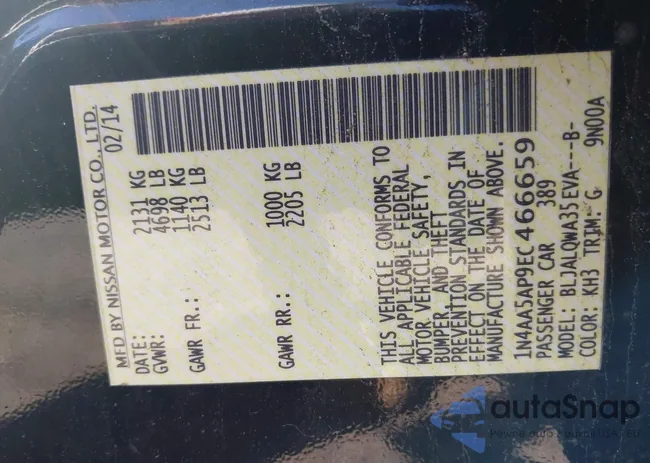 MFD BY NISSAN MOTOR CO., LTD.
DATE: 02/14
GVWR: 2131 KG
4698 LB
GAWR FR.: 1140 KG
2513 LB
GAWR RR.: 1000 KG
2205 LB
THIS VEHICLE CONFORMS TO
ALL APPLICABLE FEDERAL
MOTOR VEHICLE SAFETY,
BUMPER, AND THEFT
PREVENTION STANDARDS IN
EFFECT ON THE DATE OF
MANUFACTURE SHOWN ABOVE.
1N4AA5AP9EC466659
PASSENGER CAR 389
MODEL: BLJALQWA35EVA---B-
COLOR: KH3 TRIM: G 9N00A
autaSnap